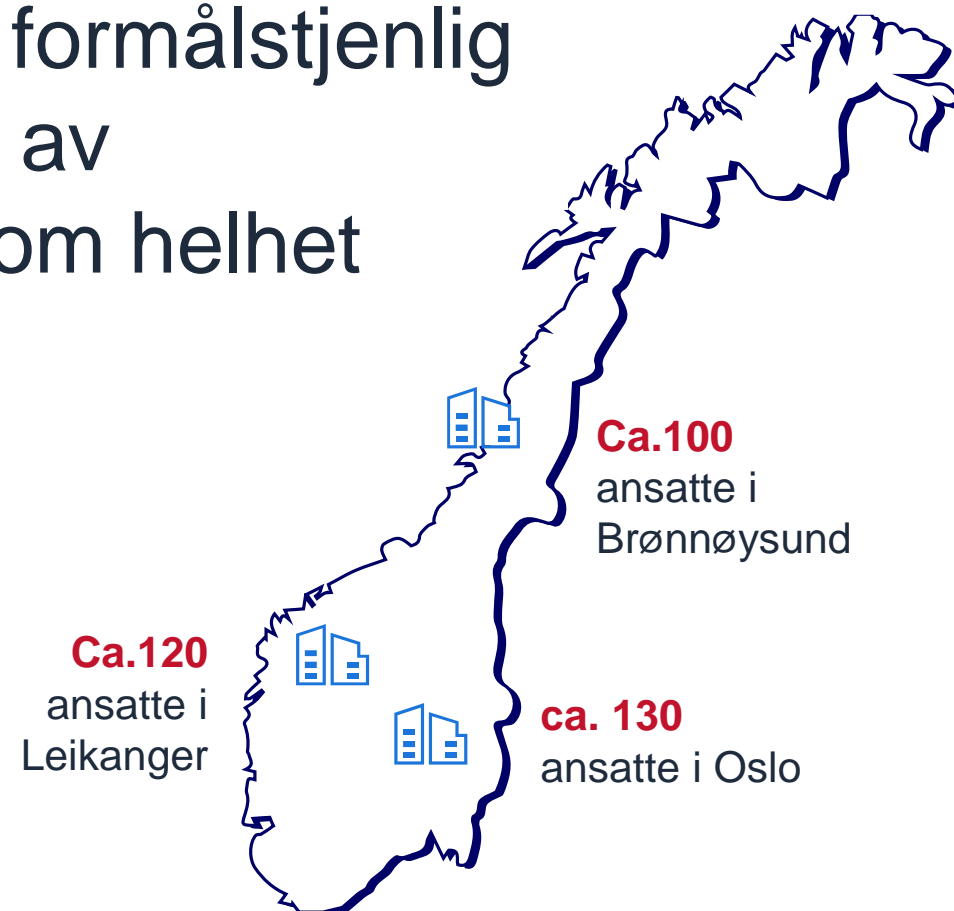 formålstjenlig
av
om helhet
Ca.100
ansatte i
Brønnøysund
Ca.120
ansatte i
Leikanger
ca. 130
ansatte i Oslo